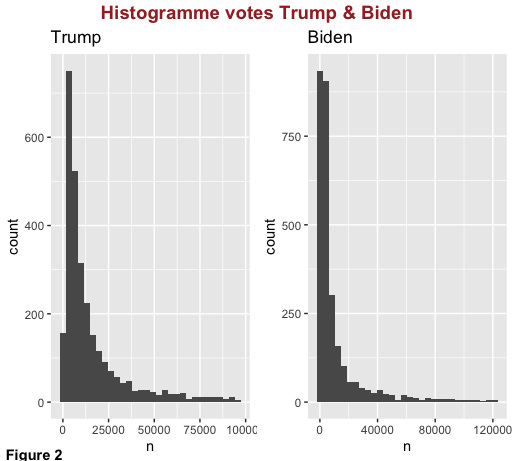 Histogramme votes Trump & Biden
Trump
Biden
count
600
400
200
0
0 25000 50000 75000 10000
n
count
750
500
250
0
0 40000 80000 120000
n
Figure 2